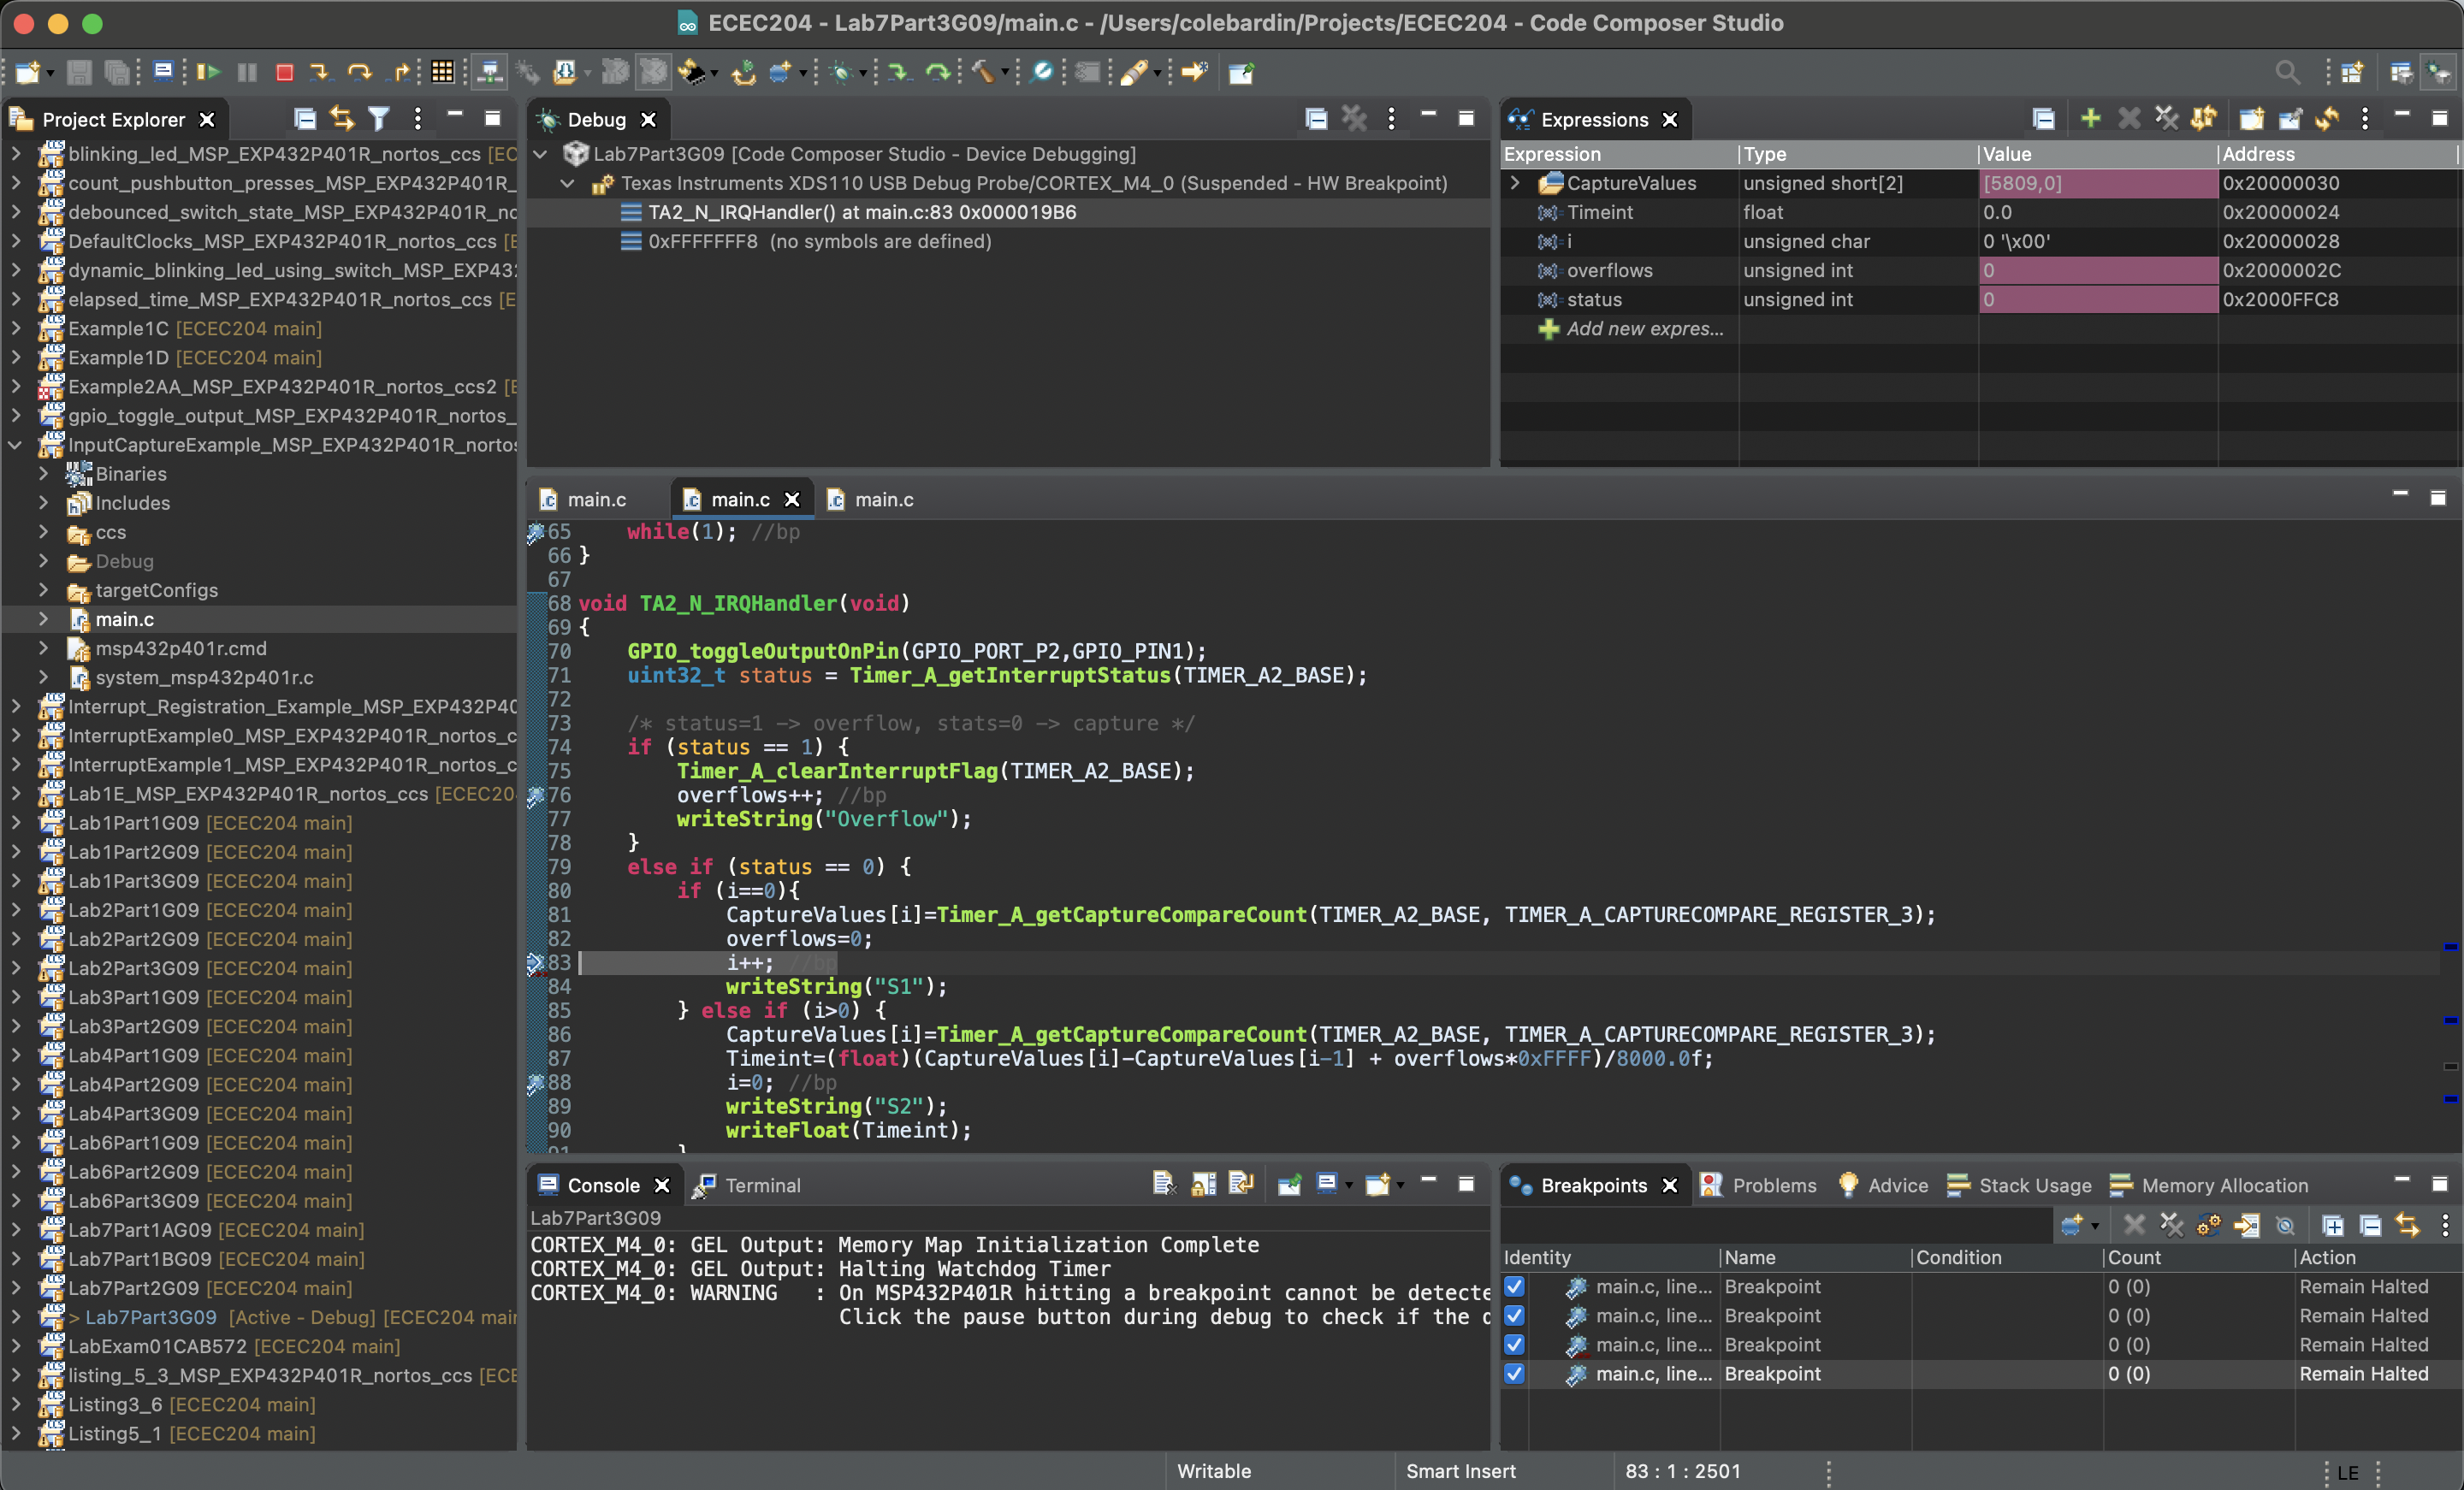 ECEC204 - Lab7Part3G09/main.c - /Users/colebardin/Projects/ECEC204 - Code Composer Studio
Project Explorer
blinking_led_MSP_EXP432P401R_nortos_ccs [EC
count_pushbutton_presses_MSP_EXP432P401R_
debounced_switch_state_MSP_EXP432P401R_no
DefaultClocks_MSP_EXP432P401R_nortos_ccs [E
dynamic_blinking_led_using_switch_MSP_EXP432
elapsed_time_MSP_EXP432P401R_nortos_ccs [E
Example1C [ECEC204 main]
Example1D [ECEC204 main]
Example2AA_MSP_EXP432P401R_nortos_ccs2 [E
gpio_toggle_output_MSP_EXP432P401R_nortos_
InputCaptureExample_MSP_EXP432P401R_nortos
Binaries
Includes
ccs
Debug
targetConfigs
main.c
msp432p401r.cmd
system_msp432p401r.c
Interrupt_Registration_Example_MSP_EXP432P40
InterruptExample0_MSP_EXP432P401R_nortos_c
InterruptExample1_MSP_EXP432P401R_nortos_c
Lab1E_MSP_EXP432P401R_nortos_ccs [ECEC204
Lab1Part1G09 [ECEC204 main]
Lab1Part2G09 [ECEC204 main]
Lab1Part3G09 [ECEC204 main]
Lab2Part1G09 [ECEC204 main]
Lab2Part2G09 [ECEC204 main]
Lab2Part3G09 [ECEC204 main]
Lab3Part1G09 [ECEC204 main]
Lab3Part2G09 [ECEC204 main]
Lab4Part1G09 [ECEC204 main]
Lab4Part2G09 [ECEC204 main]
Lab4Part3G09 [ECEC204 main]
Lab6Part1G09 [ECEC204 main]
Lab6Part2G09 [ECEC204 main]
Lab6Part3G09 [ECEC204 main]
Lab7Part1AG09 [ECEC204 main]
Lab7Part1BG09 [ECEC204 main]
Lab7Part2G09 [ECEC204 main]
> Lab7Part3G09 [Active - Debug] [ECEC204 main
LabExam01CAB572 [ECEC204 main]
listing_5_3_MSP_EXP432P401R_nortos_ccs [ECE
Listing3_6 [ECEC204 main]
Listing5_1 [ECEC204 main]
Debug
Lab7Part3G09 [Code Composer Studio - Device Debugging]
Texas Instruments XDS110 USB Debug Probe/CORTEX_M4_0 (Suspended - HW Breakpoint)
TA2_N_IRQHandler() at main.c:83 0x000019B6
0xFFFFFFF8 (no symbols are defined)
Expressions
Expression Type Value Address
CaptureValues unsigned short[2] [5809,0] 0x20000030
Timeint float 0.0 0x20000024
i unsigned char 0 '\x00' 0x20000028
overflows unsigned int 0 0x2000002C
status unsigned int 0 0x2000FFC8
Add new expres...
main.c main.c main.c
65 while(1); //bp
66 }
67
68 void TA2_N_IRQHandler(void)
69 {
70 GPIO_toggleOutputOnPin(GPIO_PORT_P2,GPIO_PIN1);
71 uint32_t status = Timer_A_getInterruptStatus(TIMER_A2_BASE);
72
73 /* status=1 -> overflow, stats=0 -> capture */
74 if (status == 1) {
75 Timer_A_clearInterruptFlag(TIMER_A2_BASE);
76 overflows++; //bp
77 writeString("Overflow");
78 }
79 else if (status == 0) {
80 if (i==0){
81 CaptureValues[i]=Timer_A_getCaptureCompareCount(TIMER_A2_BASE, TIMER_A_CAPTURECOMPARE_REGISTER_3);
82 overflows=0;
83 i++; //bp
84 writeString("S1");
85 } else if (i>0) {
86 CaptureValues[i]=Timer_A_getCaptureCompareCount(TIMER_A2_BASE, TIMER_A_CAPTURECOMPARE_REGISTER_3);
87 Timeint=(float)(CaptureValues[i]-CaptureValues[i-1] + overflows*0xFFFF)/8000.0f;
88 i=0; //bp
89 writeString("S2");
90 writeFloat(Timeint);
91 }
Console Terminal
Lab7Part3G09
CORTEX_M4_0: GEL Output: Memory Map Initialization Complete
CORTEX_M4_0: GEL Output: Halting Watchdog Timer
CORTEX_M4_0: WARNING : On MSP432P401R hitting a breakpoint cannot be detecte
Click the pause button during debug to check if the d
Breakpoints Problems Advice Stack Usage Memory Allocation
Identity Name Condition Count Action
main.c, line... Breakpoint 0 (0) Remain Halted
main.c, line... Breakpoint 0 (0) Remain Halted
main.c, line... Breakpoint 0 (0) Remain Halted
main.c, line... Breakpoint 0 (0) Remain Halted
Writable Smart Insert 83 : 1 : 2501 LE